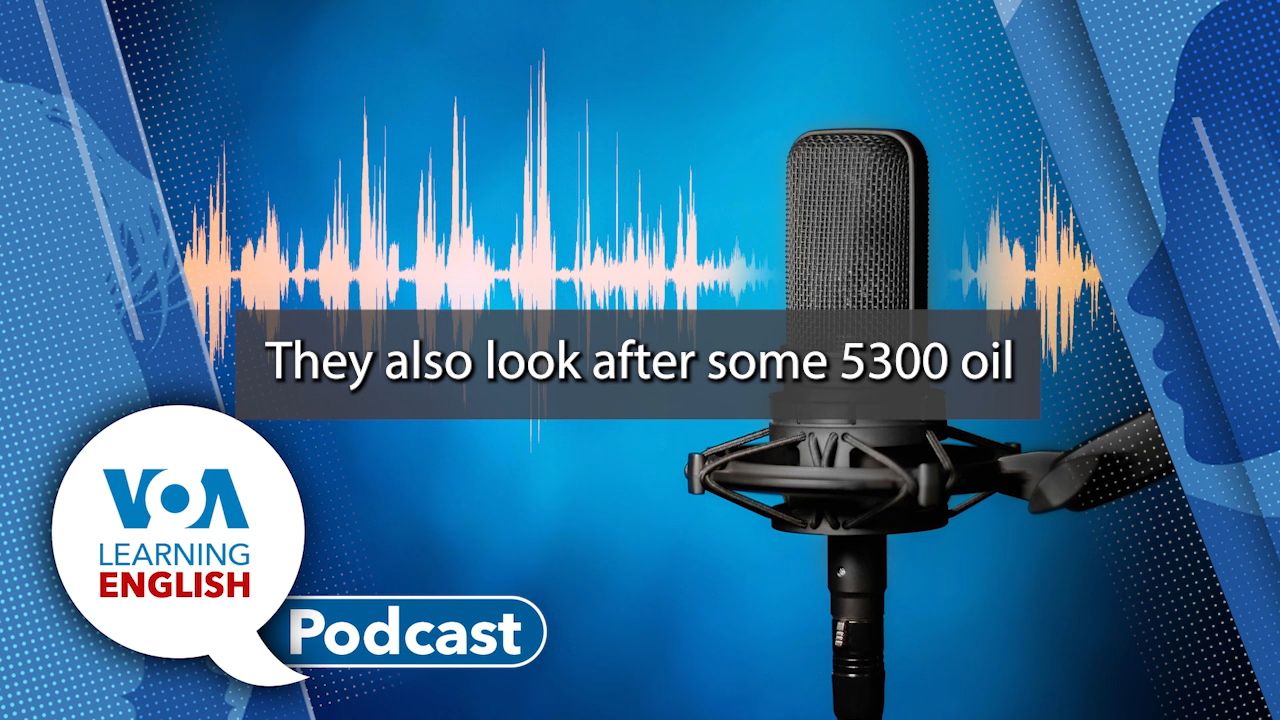 They also look after some 5300 oil
VOA
LEARNING
ENGLISH
Podcast